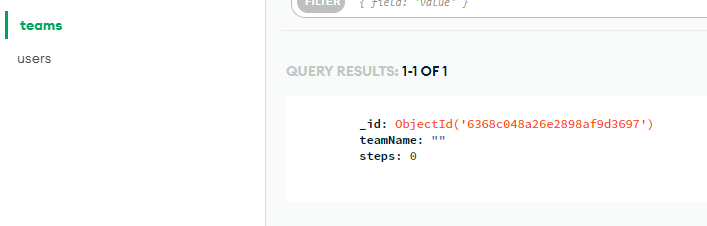 teams
users
FILTER { field: 'value' }
QUERY RESULTS: 1-1 OF 1
_id: ObjectId('6368c048a26e2898af9d3697')
teamName: ""
steps: 0